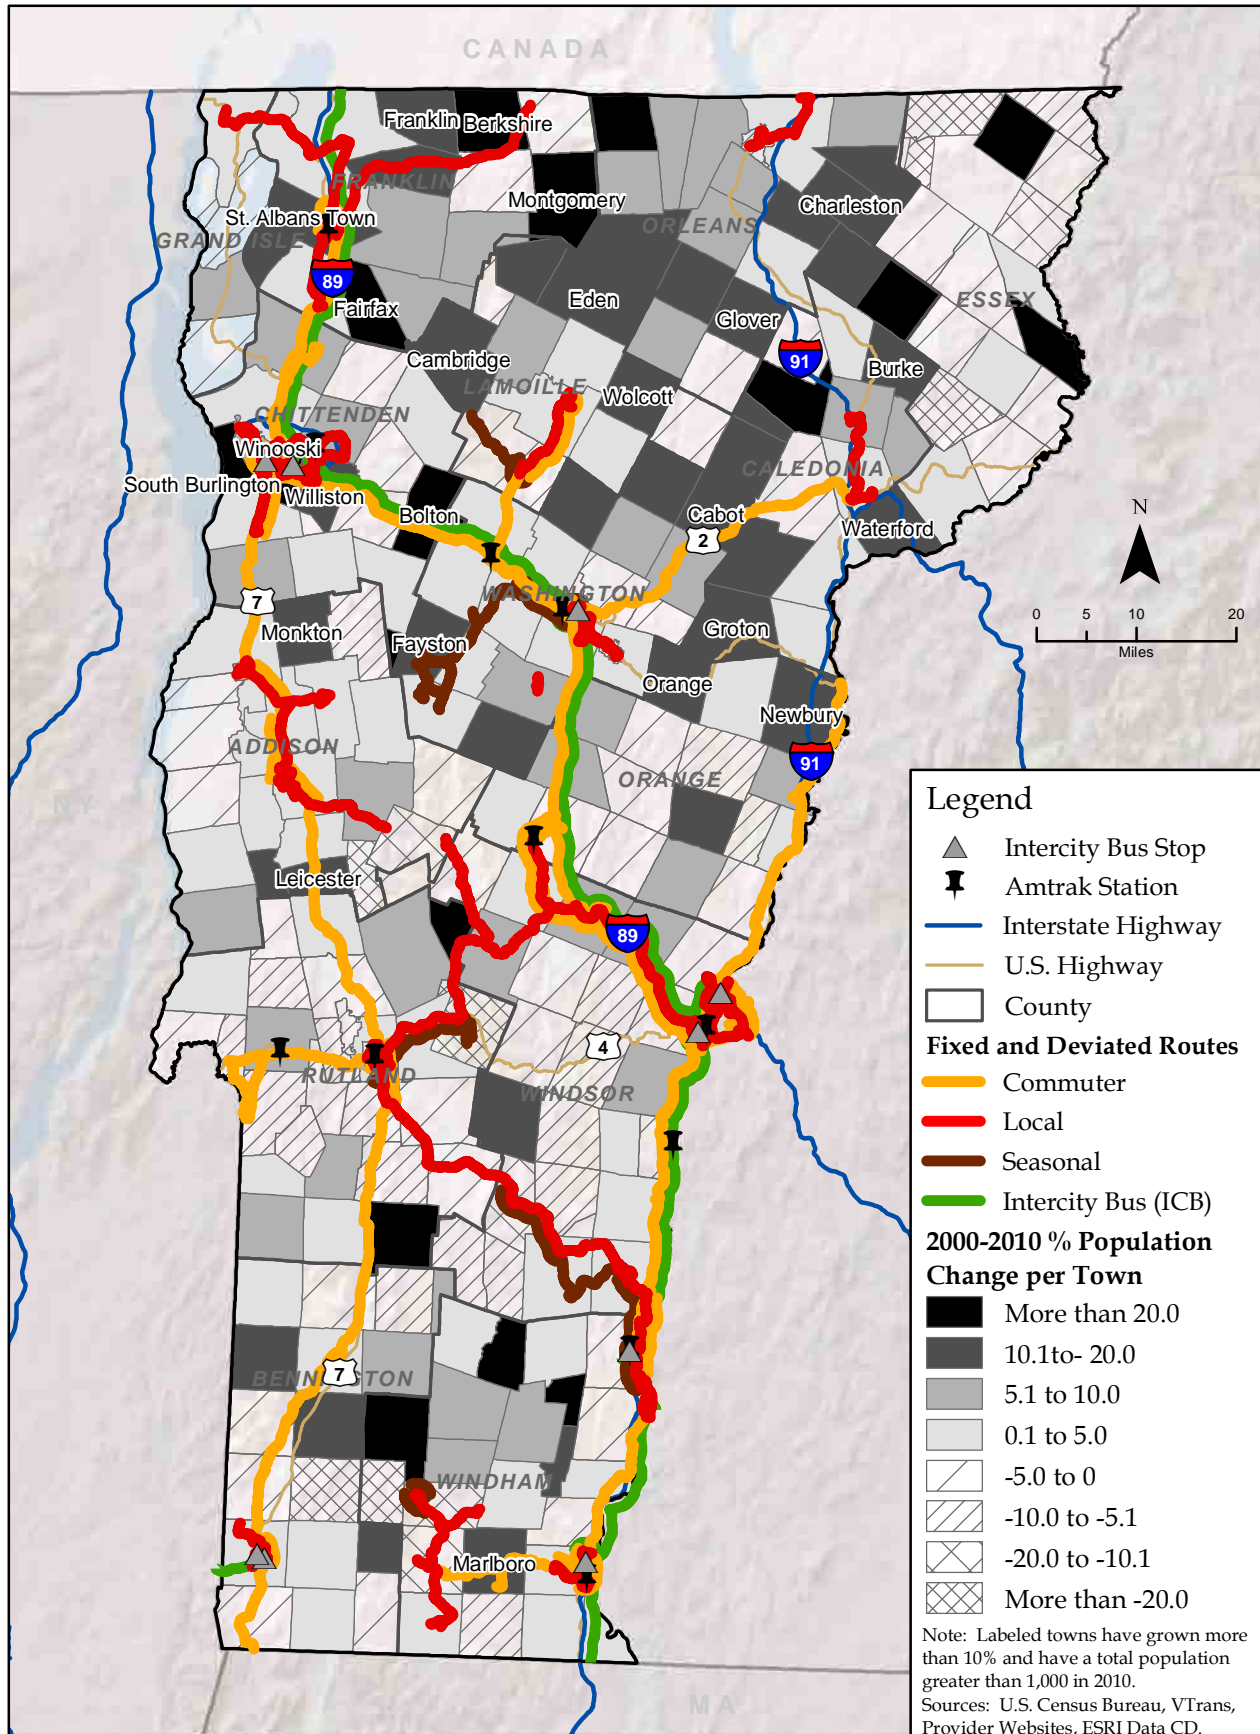 CANADA
Franklin
Berkshire
FRANKLIN
Montgomery
ORLEANS
Charleston
St. Albans Town
GRAND ISLE
89
Fairfax
Eden
ESSEX
Glover
91
Cambridge
LAMOILLE
Burke
Wolcott
CHITTENDEN
Winooski
CALEDONIA
South Burlington
Williston
Bolton
Cabot
Waterford
2
N
WASHINGTON
7
Monkton
Fayston
Groton
0 5 10 20
Miles
Orange
Newbury
ADDISON
91
ORANGE
NY
Leicester
89
4
RUTLAND
WINDSOR
7
BENNINGTON
WINDHAM
Marlboro
MA
Legend
Intercity Bus Stop
Amtrak Station
Interstate Highway
U.S. Highway
County
Fixed and Deviated Routes
Commuter
Local
Seasonal
Intercity Bus (ICB)
2000-2010 % Population
Change per Town
More than 20.0
10.1to- 20.0
5.1 to 10.0
0.1 to 5.0
-5.0 to 0
-10.0 to -5.1
-20.0 to -10.1
More than -20.0
Note: Labeled towns have grown more
than 10% and have a total population
greater than 1,000 in 2010.
Sources: U.S. Census Bureau, VTrans,
Provider Websites, ESRI Data CD.